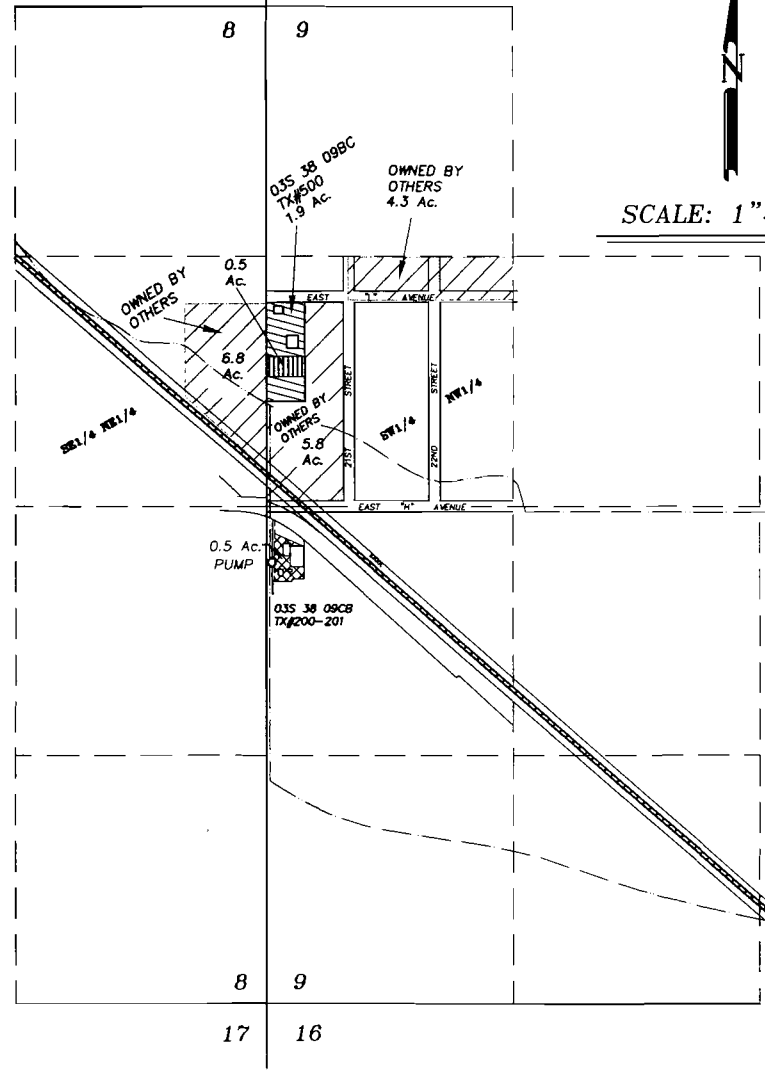 8 9
N
SCALE: 1"
03S 38 09BC
TX#500
1.9 Ac.
OWNED BY
OTHERS
4.3 Ac.
0.5
Ac.
OWNED BY
OTHERS
EAST "L" AVENUE
6.8
Ac.
SE1/4 NE1/4
OWNED BY
OTHERS
5.8
Ac.
21ST STREET
SW1/4 NW1/4
22ND STREET
EAST "H" AVENUE
0.5 Ac.
PUMP
03S 38 09CB
TX#200-201
8 9
17 16